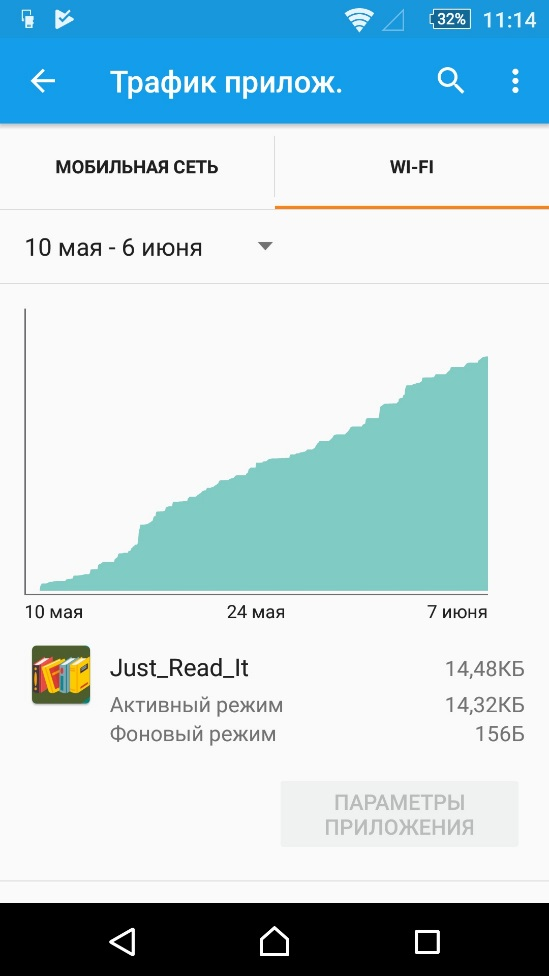 32% 11:14
Трафик прилож.
МОБИЛЬНАЯ СЕТЬ WI-FI
10 мая - 6 июня
10 мая 24 мая 7 июня
Just_Read_It 14,48КБ
Активный режим 14,32КБ
Фоновый режим 156Б
ПАРАМЕТРЫ
ПРИЛОЖЕНИЯ